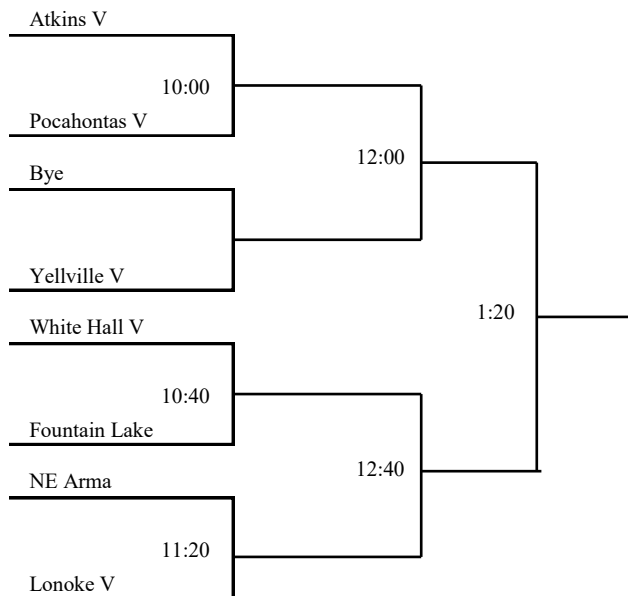 Atkins V
10:00
Pocahontas V
12:00
Bye
Yellville V
1:20
White Hall V
10:40
Fountain Lake
12:40
NE Arma
11:20
Lonoke V